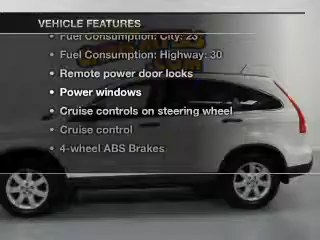 VEHICLE FEATURES
• Fuel Consumption: City: 23
• Fuel Consumption: Highway: 30
• Remote power door locks
• Power windows
• Cruise controls on steering wheel
• Cruise control
• 4-wheel ABS Brakes